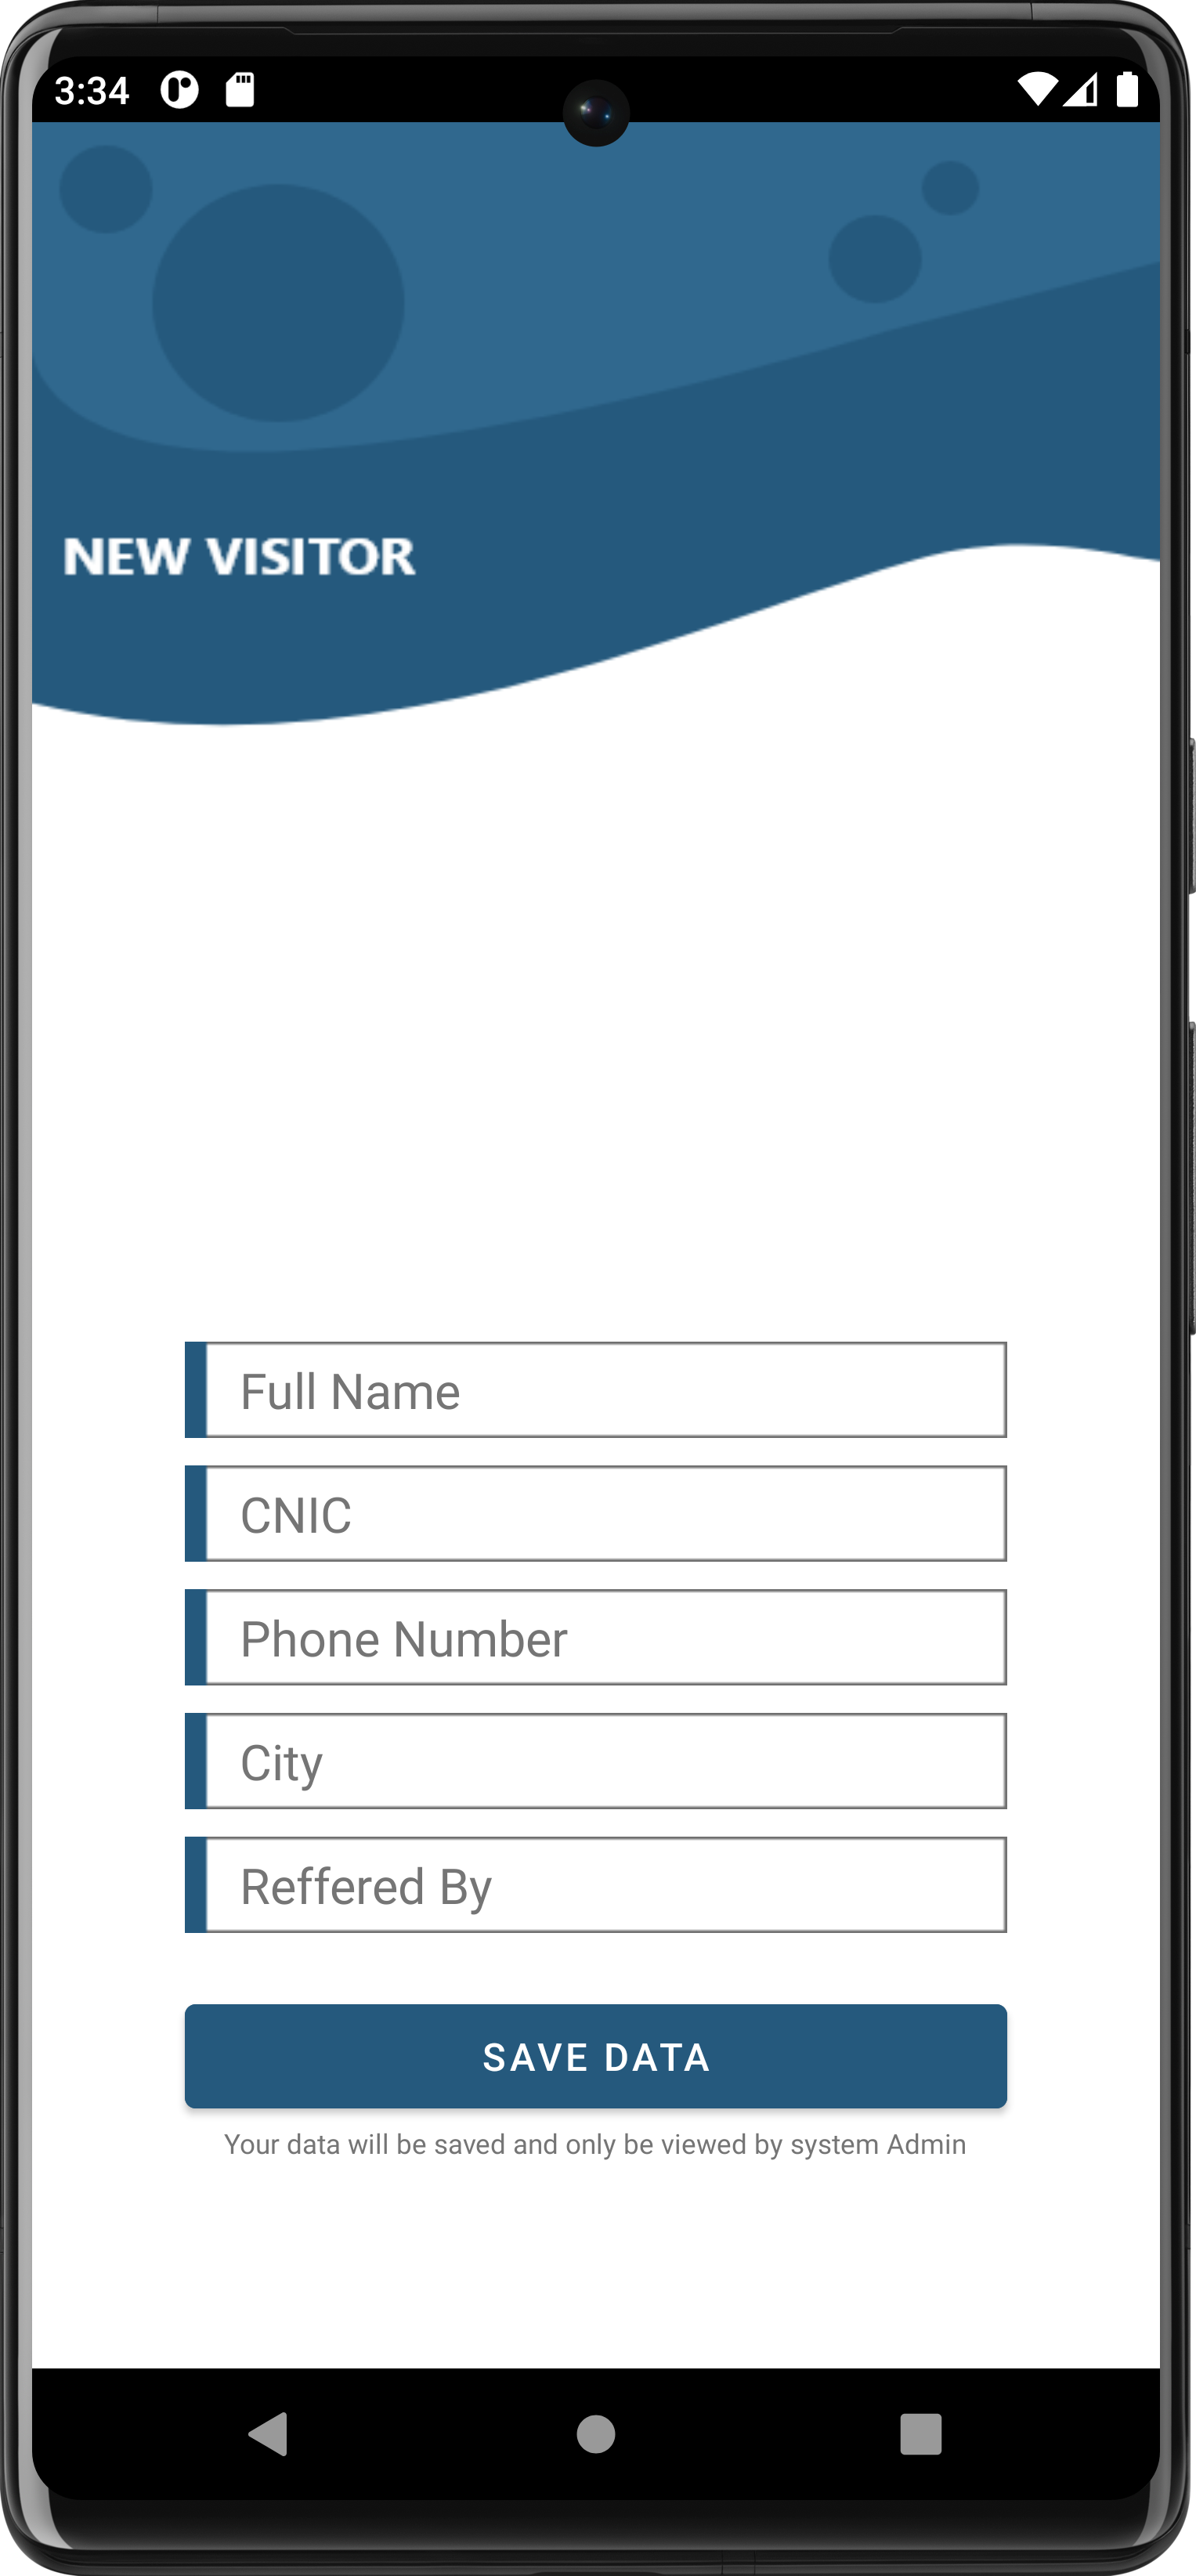 3:34
NEW VISITOR
Full Name
CNIC
Phone Number
City
Reffered By
SAVE DATA
Your data will be saved and only be viewed by system Admin